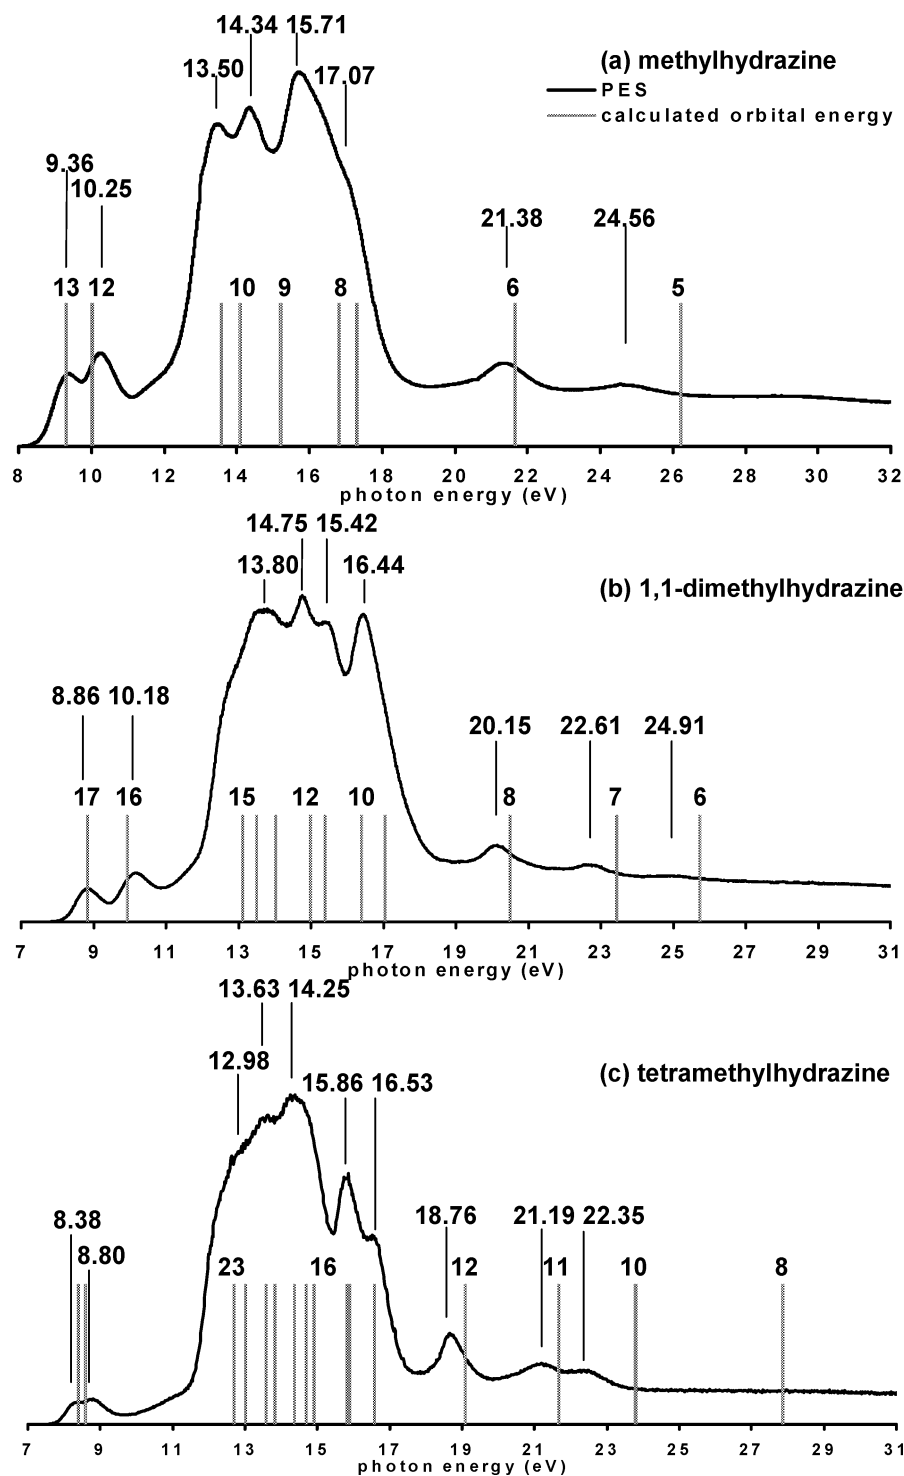 14.34 15.71
13.50 17.07
(a) methylhydrazine
PES
calculated orbital energy
9.36
10.25
21.38 24.56
13 12 10 9 8 6 5
8 10 12 14 16 18 20 22 24 26 28 30 32
photon energy (eV)
14.75 15.42
13.80 16.44
(b) 1,1-dimethylhydrazine
8.86 10.18
20.15 22.61 24.91
17 16 15 12 10 8 7 6
7 9 11 13 15 17 19 21 23 25 27 29 31
photon energy (eV)
13.63 14.25
12.98
(c) tetramethylhydrazine
15.86 16.53
8.38
18.76 21.19 22.35
8.80
23 16 12 11 10 8
7 9 11 13 15 17 19 21 23 25 27 29 31
photon energy (eV)